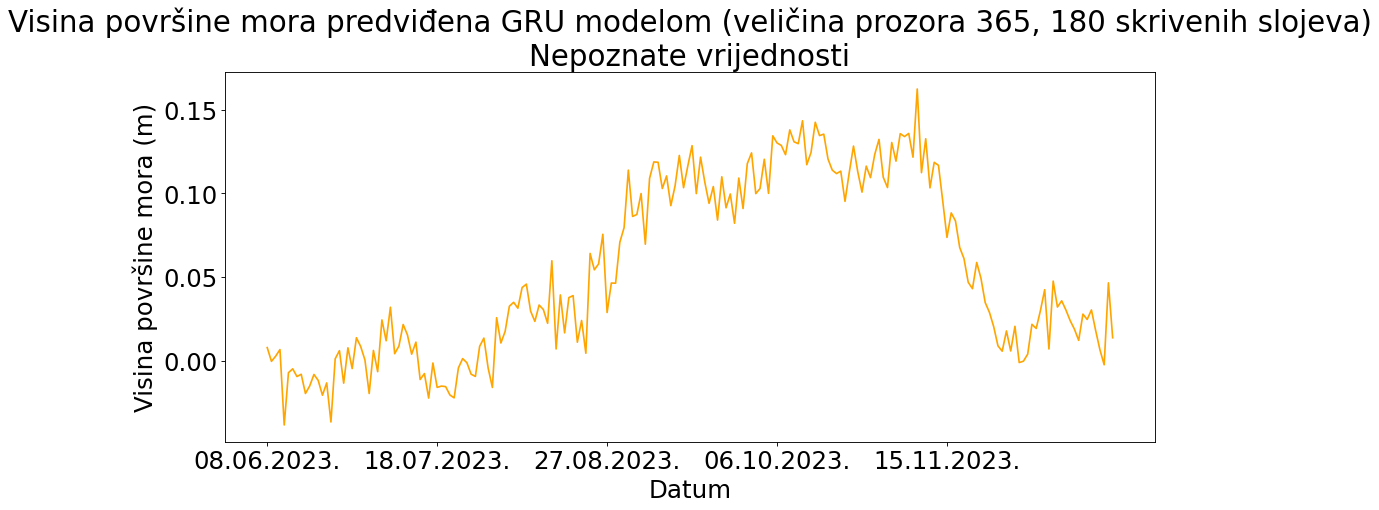 Visina površine mora predviđena GRU modelom (veličina prozora 365, 180 skrivenih slojeva)
Nepoznate vrijednosti
Visina površine mora (m)
0.15
0.10
0.05
0.00
08.06.2023. 18.07.2023. 27.08.2023. 06.10.2023. 15.11.2023.
Datum